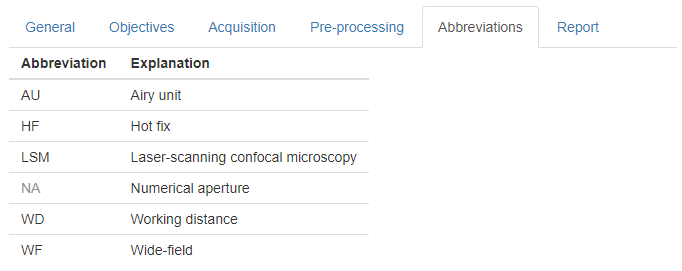 General Objectives Acquisition Pre-processing Abbreviations Report
Abbreviation Explanation
AU Airy unit
HF Hot fix
LSM Laser-scanning confocal microscopy
NA Numerical aperture
WD Working distance
WF Wide-field